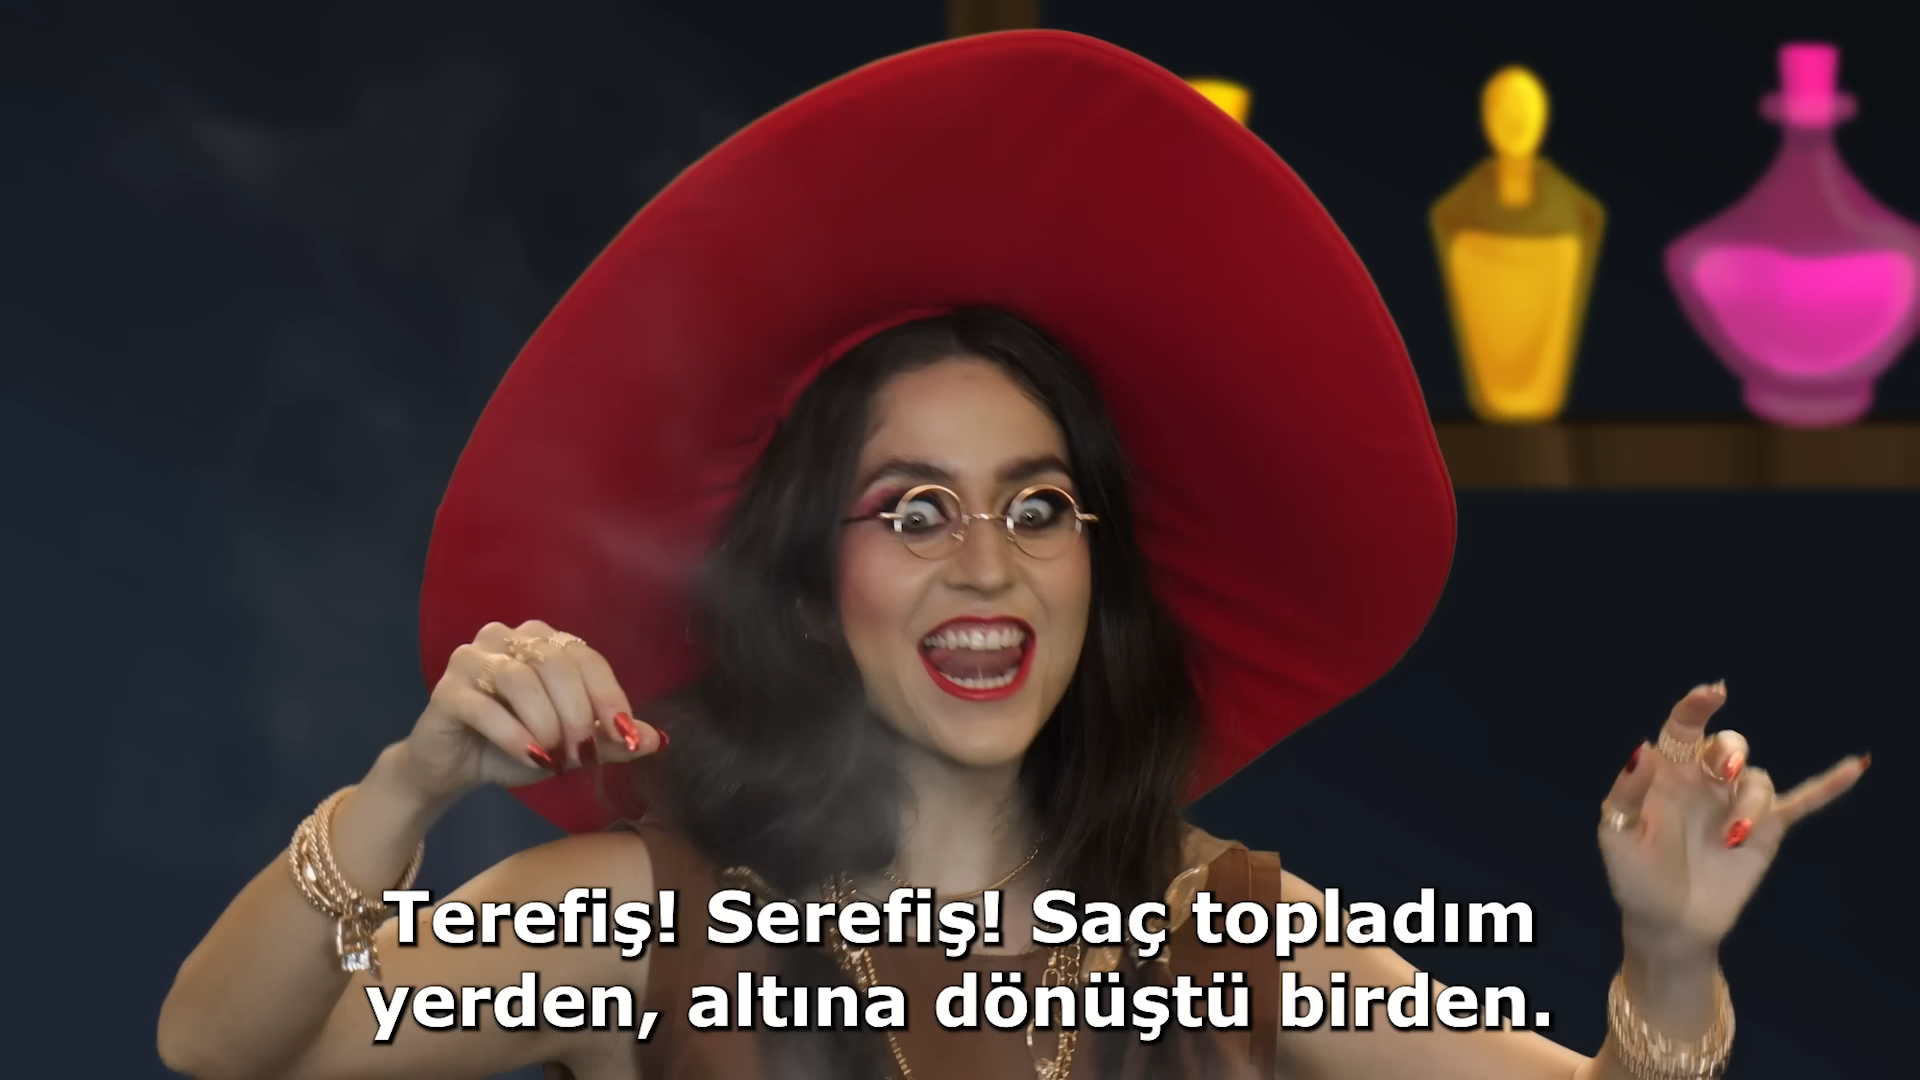 Terefiş! Serefiş! Saç topladım
yerden, altına dönüştü birden.